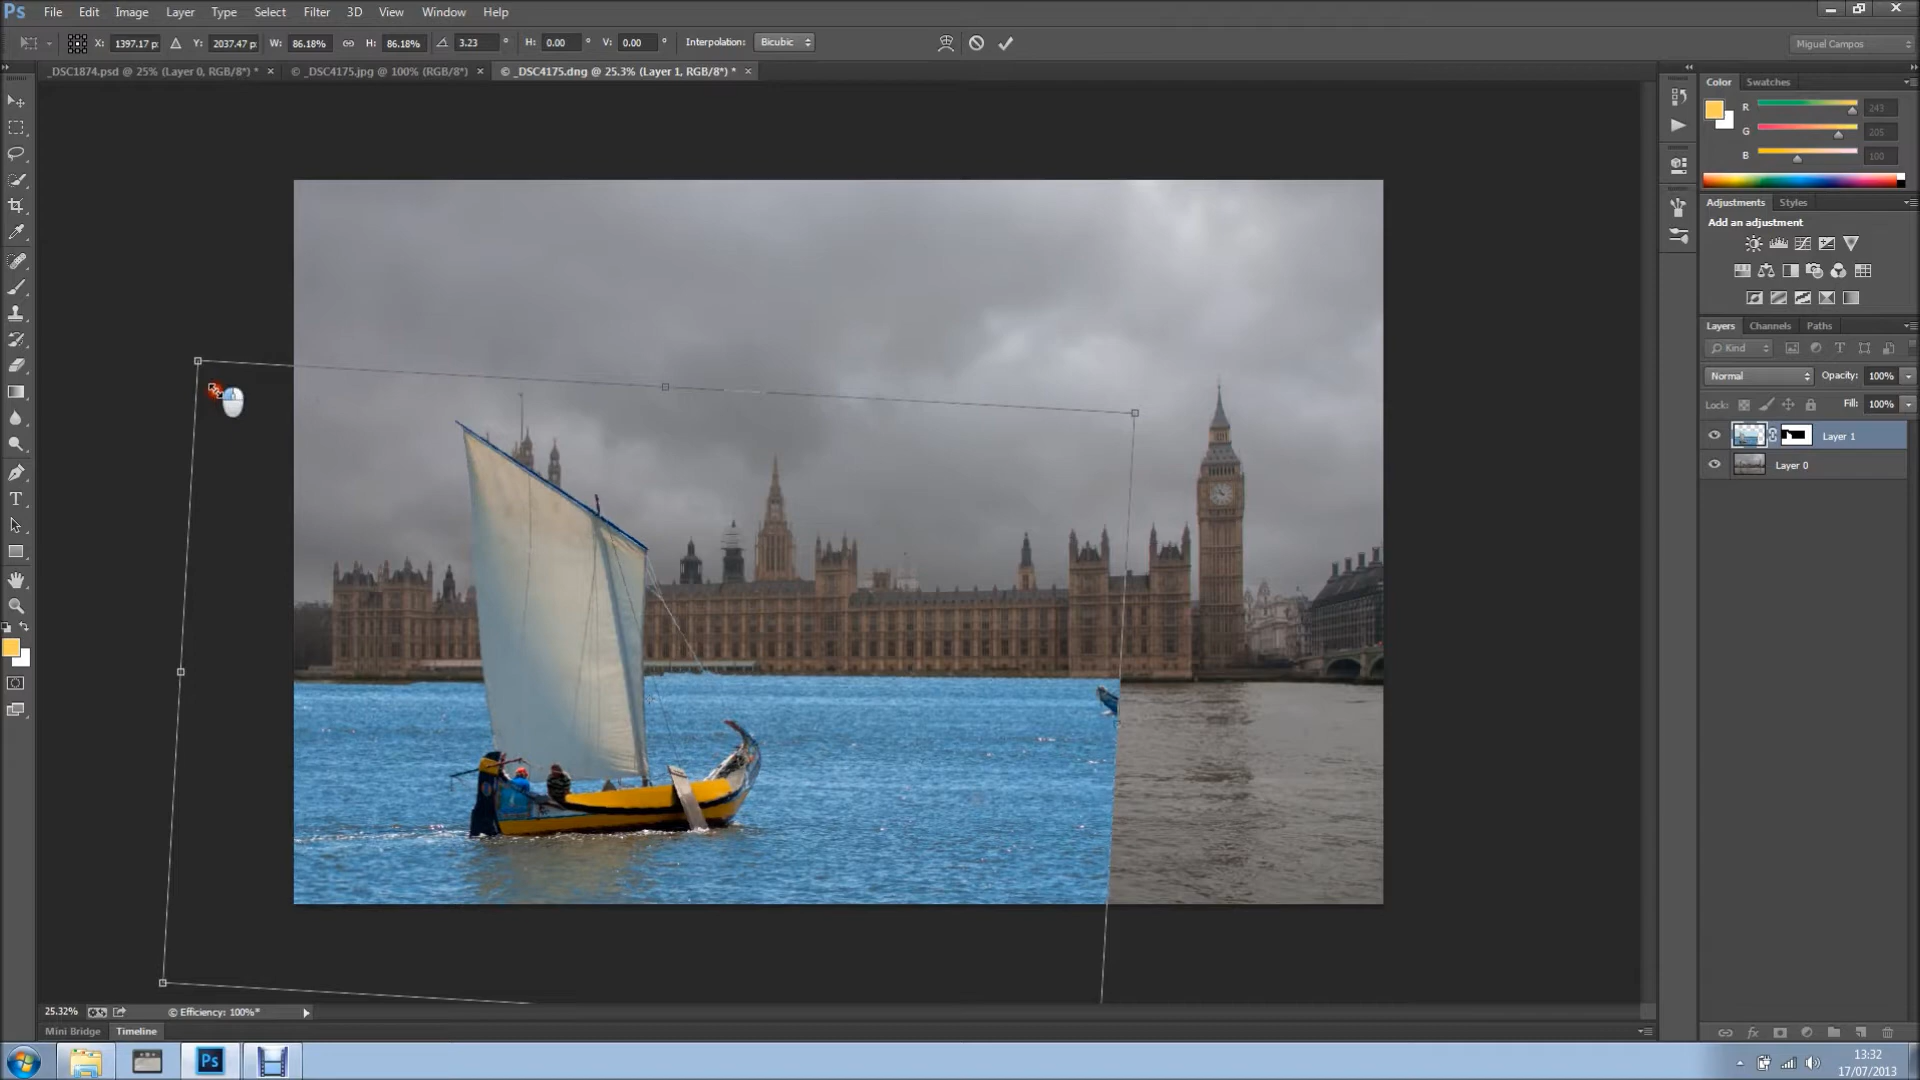 Ps File Edit Image Layer Type Select Filter 3D View Window Help
X: 1397.17 p: Y: 2037.47 p: W: 86.18% H: 86.18% 3.23 ° H: 0.00 ° V: 0.00 ° Interpolation: Bicubic Miguel Campos
_DSC1874.psd @ 25% (Layer 0, RGB/8*) * × © _DSC4175.jpg @ 100% (RGB/8*) × © _DSC4175.dng @ 25.3% (Layer 1, RGB/8*) * ×
Color Swatches
R 243
G 205
B 100
Adjustments Styles
Add an adjustment
Layers Channels Paths
Kind
Normal Opacity: 100%
Lock: Fill: 100%
Layer 1
Layer 0
T
25.32% © Efficiency: 100%*
Mini Bridge Timeline
Ps
13:32
17/07/2013